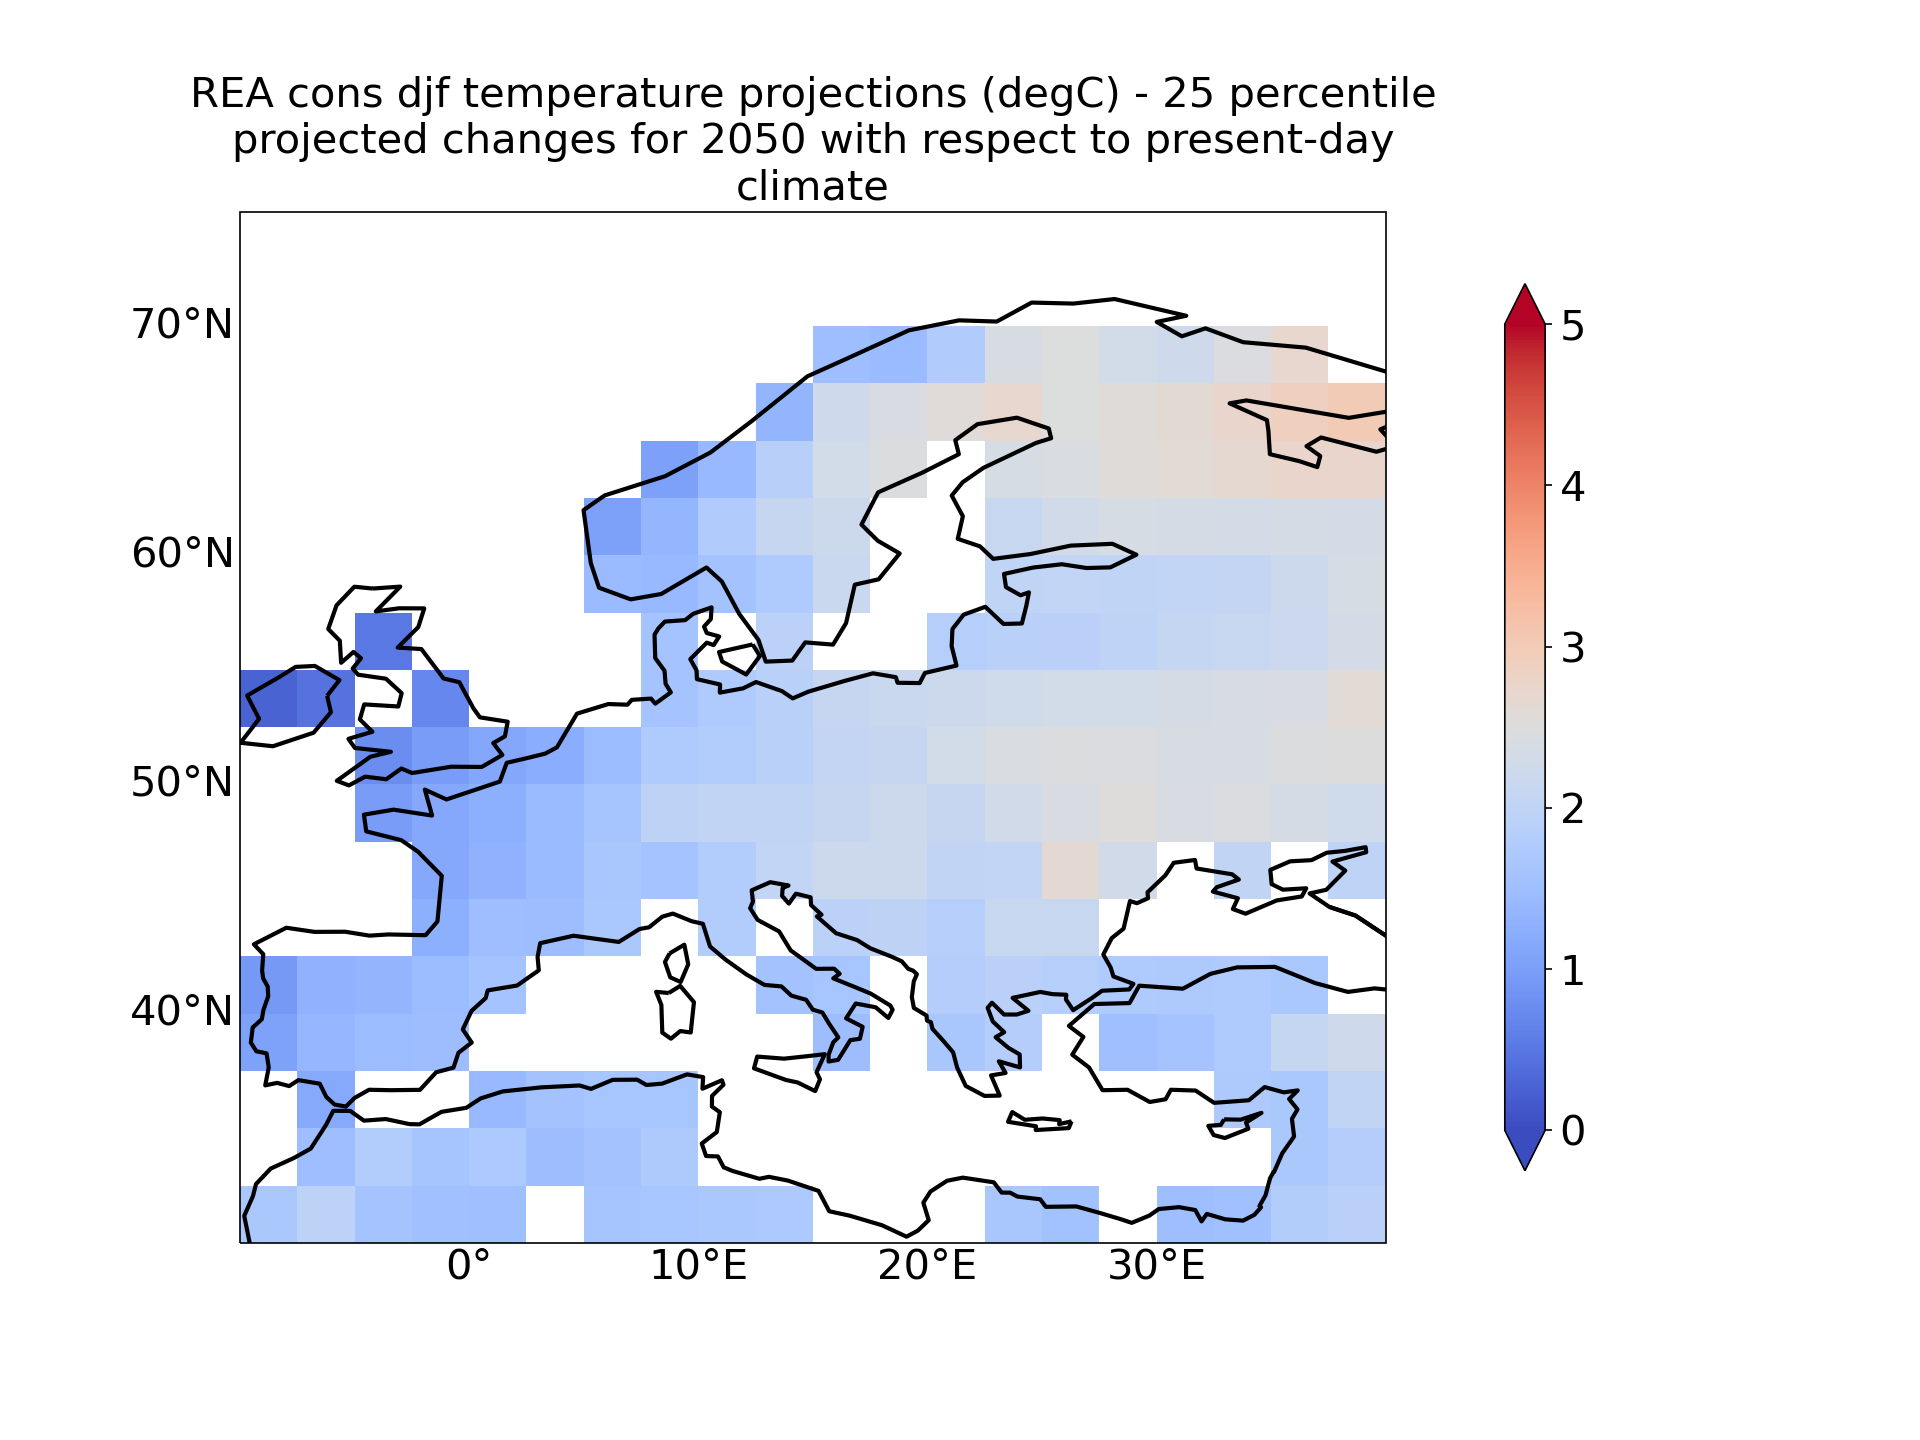 REA cons djf temperature projections (degC) - 25 percentile
projected changes for 2050 with respect to present-day
climate
70°N
60°N
50°N
40°N
0°
10°E
20°E
30°E
5
4
3
2
1
0